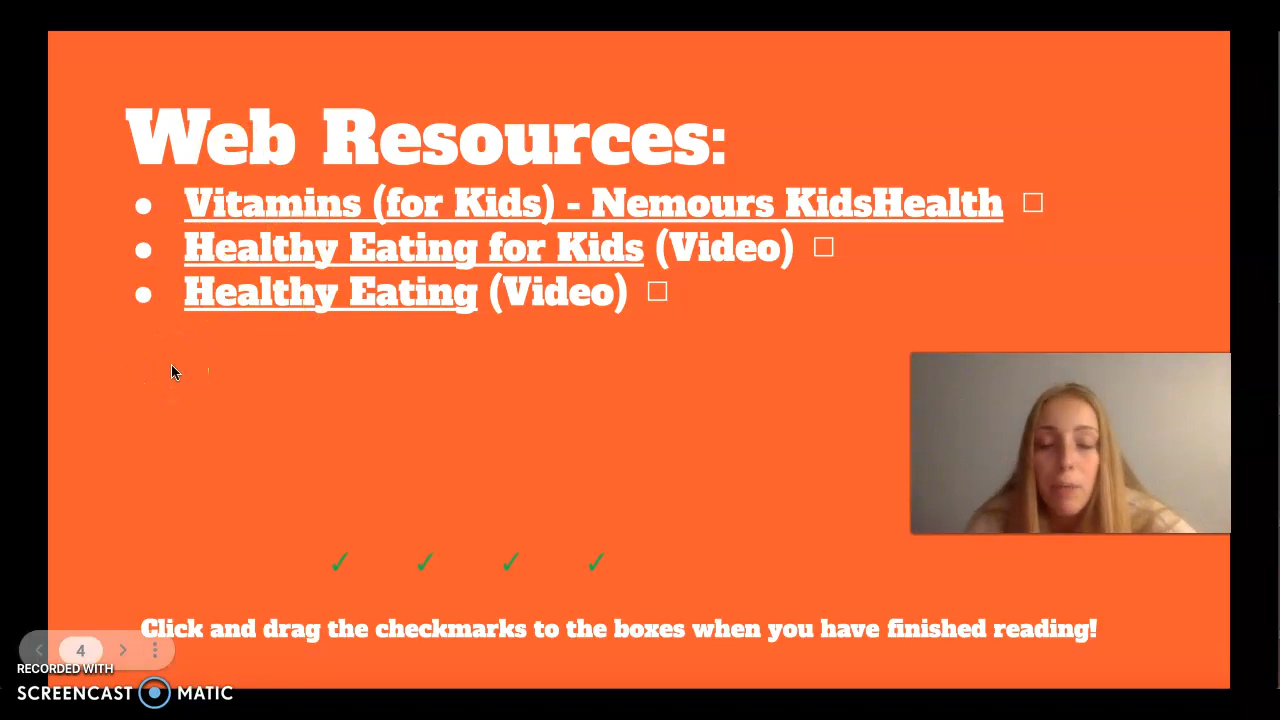 Web Resources:
● Vitamins (for Kids) - Nemours KidsHealth □
● Healthy Eating for Kids (Video) □
● Healthy Eating (Video) □
✓ ✓ ✓ ✓
Click and drag the checkmarks to the boxes when you have finished reading!
4
RECORDED WITH
SCREENCAST MATIC